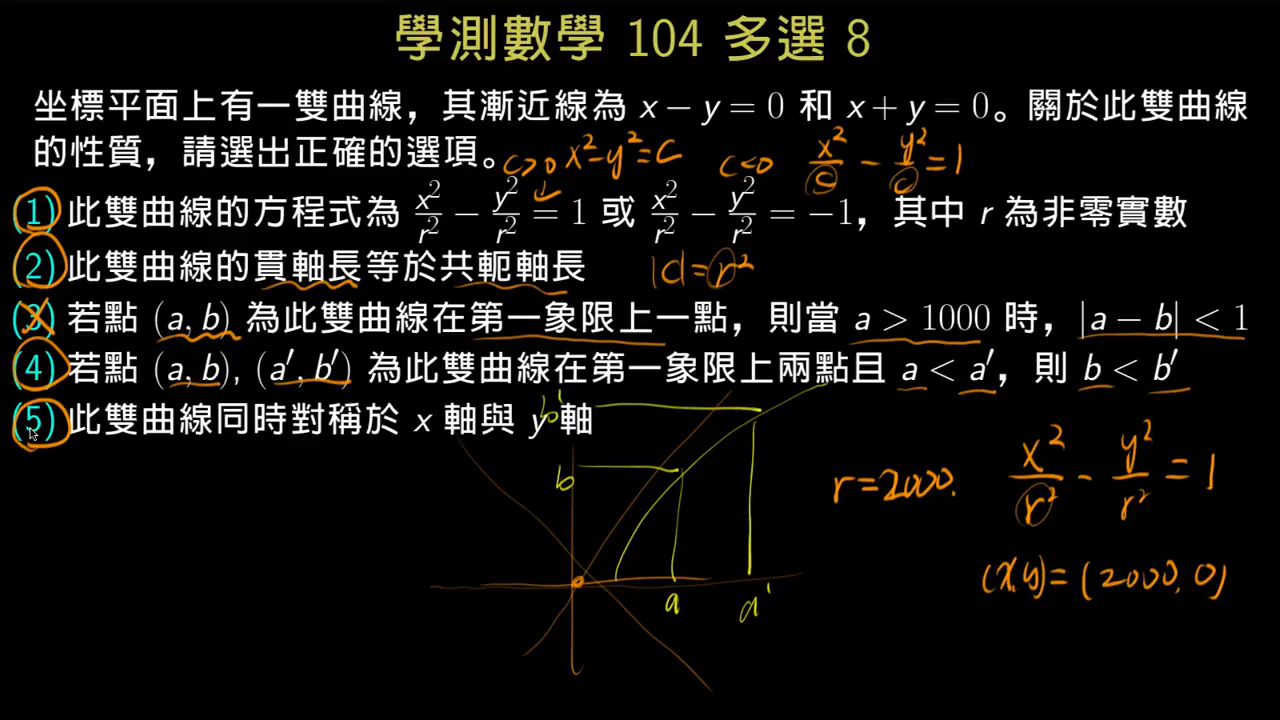 學測數學 104 多選 8
坐標平面上有一雙曲線，其漸近線為 x − y = 0 和 x + y = 0。關於此雙曲線
的性質，請選出正確的選項。 c>0 x²−y²=c c<0 x²/c − y²/c = 1
(1) 此雙曲線的方程式為 x²/r² − y²/r² = 1 或 x²/r² − y²/r² = −1，其中 r 為非零實數
(2) 此雙曲線的貫軸長等於共軛軸長 |c|=r²
(3) 若點 (a, b) 為此雙曲線在第一象限上一點，則當 a > 1000 時，|a − b| < 1
(4) 若點 (a, b), (a′, b′) 為此雙曲線在第一象限上兩點且 a < a′，則 b < b′
(5) 此雙曲線同時對稱於 x 軸與 y 軸
b′
b
r=2000. x²/r² − y²/r² = 1
(x,y)=(2000,0)
a a′